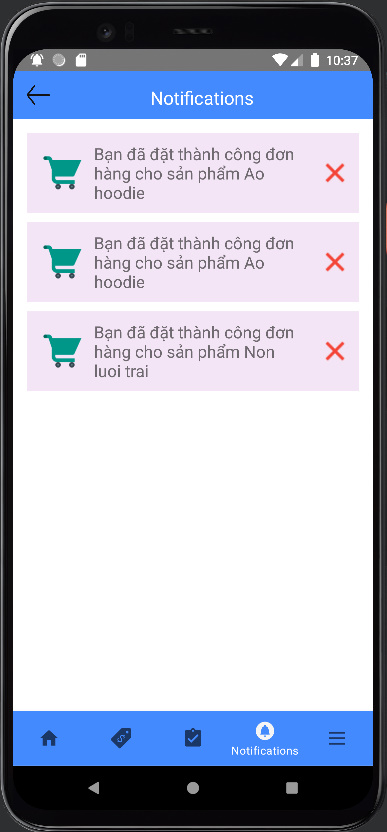 10:37
Notifications
Bạn đã đặt thành công đơn
hàng cho sản phẩm Ao
hoodie
Bạn đã đặt thành công đơn
hàng cho sản phẩm Ao
hoodie
Bạn đã đặt thành công đơn
hàng cho sản phẩm Non
luoi trai
Notifications